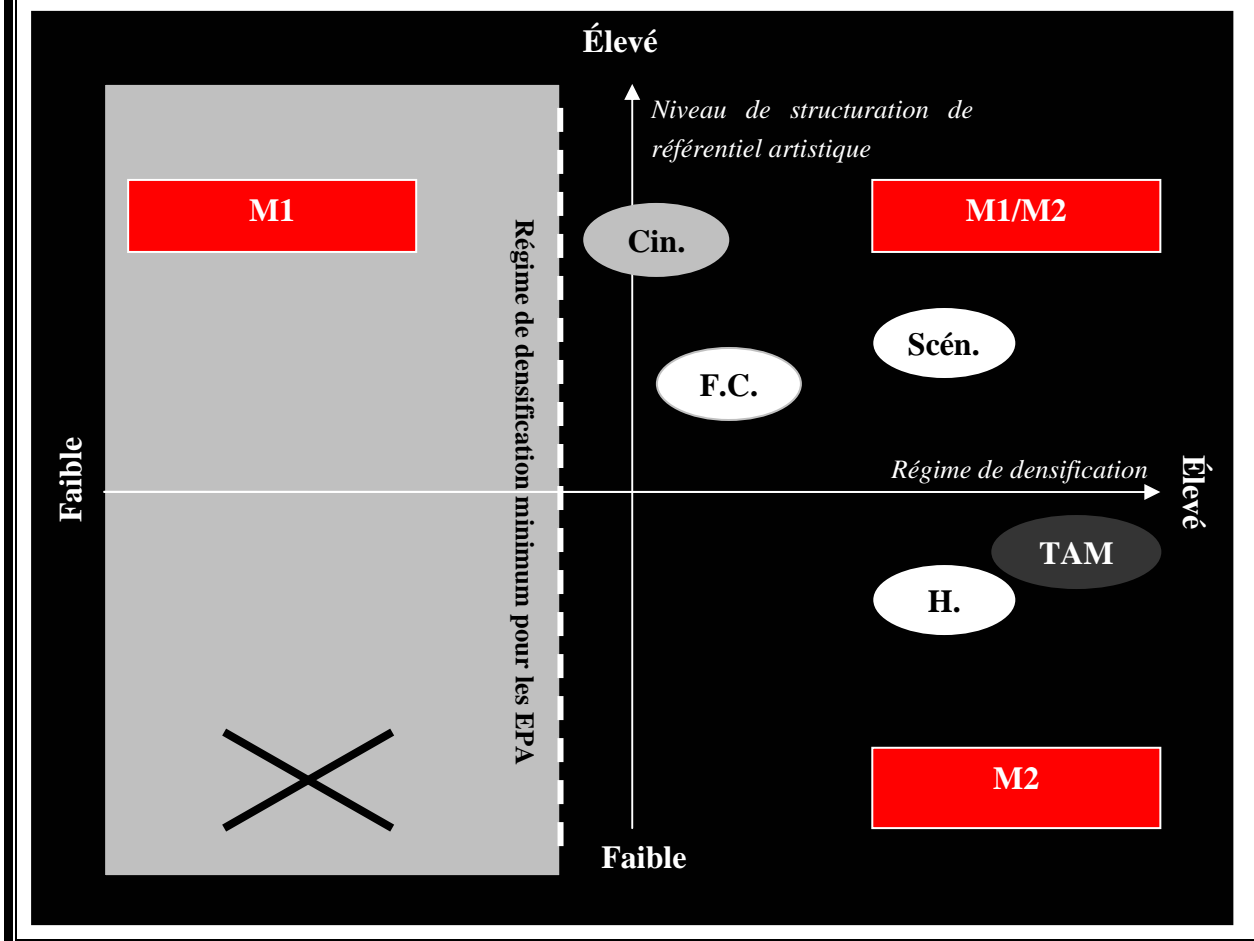 Élevé
Niveau de structuration de
référentiel artistique
M1
M1/M2
Cin.
Régime de densification minimum pour les EPA
Scén.
F.C.
Faible
Régime de densification
Élevé
TAM
H.
M2
Faible